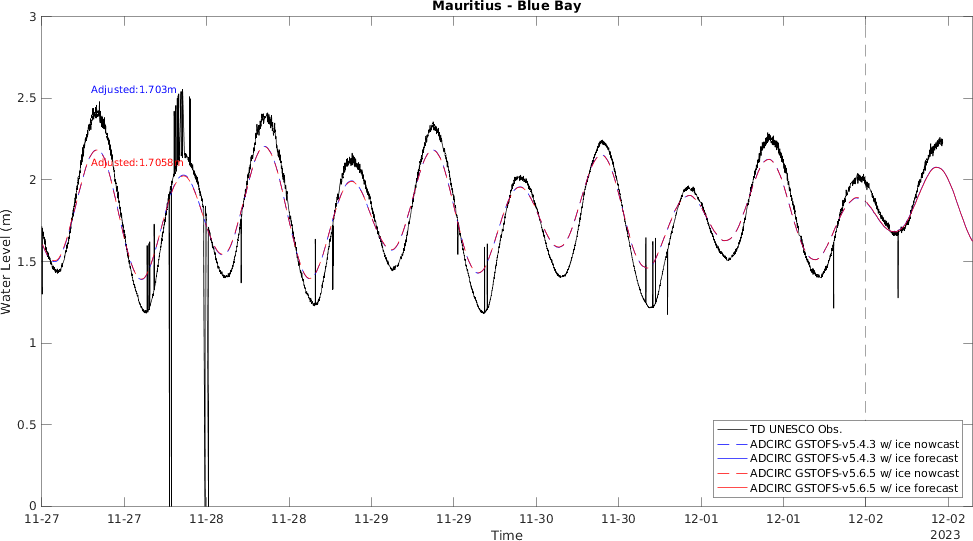 Mauritius - Blue Bay
3
2.5
2
1.5
1
0.5
0
Water Level (m)
Adjusted:1.703m
Adjusted:1.7058m
TD UNESCO Obs.
ADCIRC GSTOFS-v5.4.3 w/ ice nowcast
ADCIRC GSTOFS-v5.4.3 w/ ice forecast
ADCIRC GSTOFS-v5.6.5 w/ ice nowcast
ADCIRC GSTOFS-v5.6.5 w/ ice forecast
11-27 11-27 11-28 11-28 11-29 11-29 11-30 11-30 12-01 12-01 12-02 12-02
Time
2023